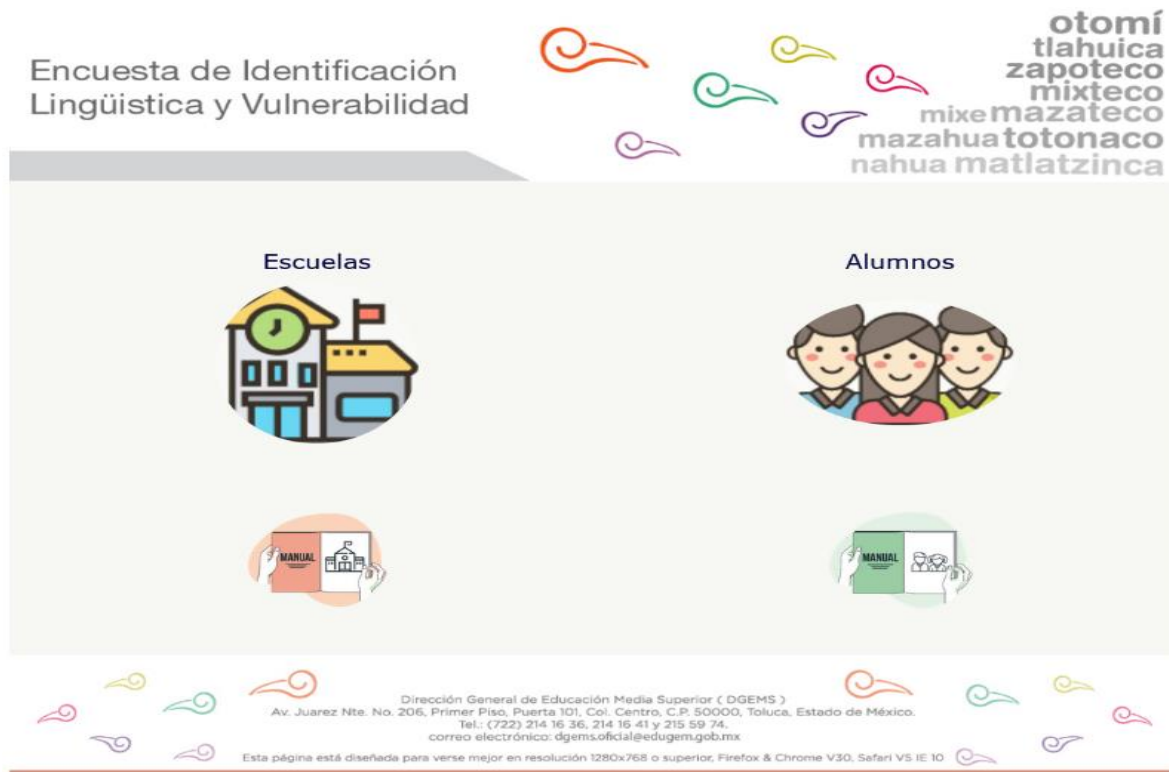 Encuesta de Identificación
Lingüistica y Vulnerabilidad
otomí
tlahuica
zapoteco
mixteco
mixe mazateco
mazahua totonaco
nahua matlatzinca
Escuelas
Alumnos
MANUAL
MANUAL
Dirección General de Educación Media Superior ( DGEMS )
Av. Juarez Nte. No. 206, Primer Piso, Puerta 101, Col. Centro, C.P. 50000, Toluca, Estado de México.
Tel.: (722) 214 16 36, 214 16 41 y 215 59 74.
correo electrónico: dgems.oficial@edugem.gob.mx
Esta página está diseñada para verse mejor en resolución 1280x768 o superior, Firefox & Chrome V30, Safari V5 IE 10